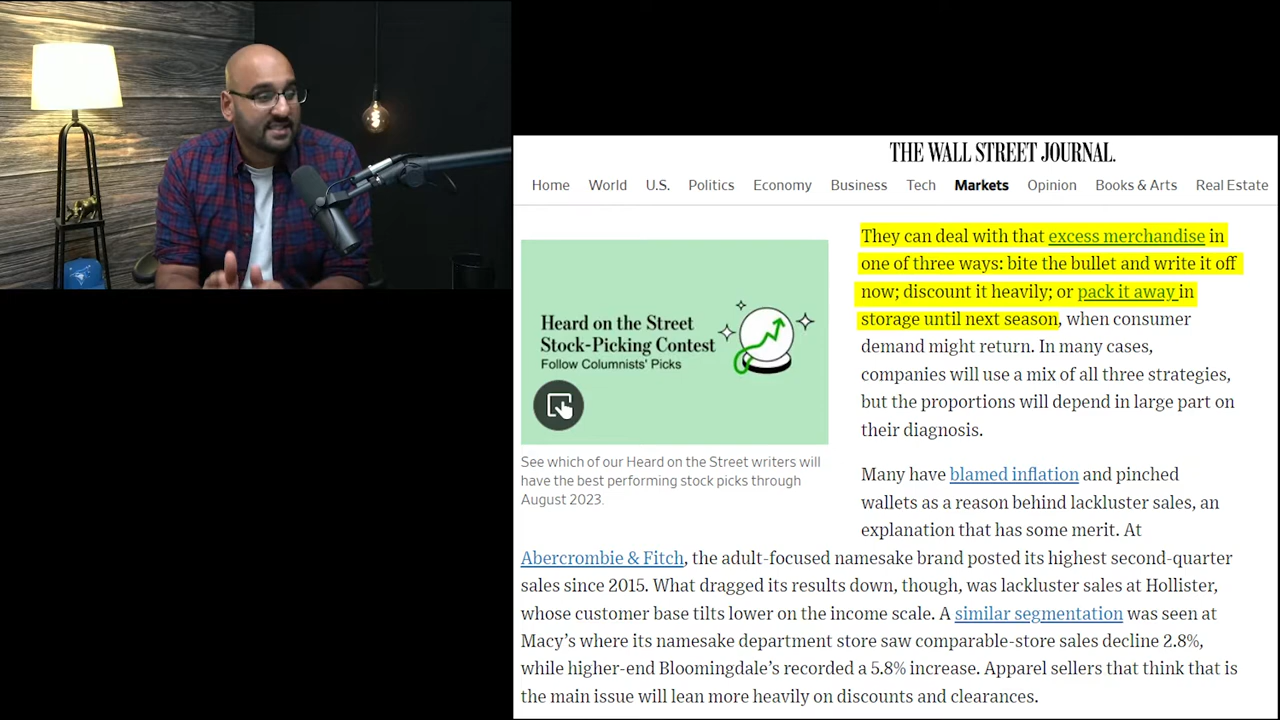 THE WALL STREET JOURNAL.
Home World U.S. Politics Economy Business Tech Markets Opinion Books & Arts Real Estate
Heard on the Street
Stock-Picking Contest
Follow Columnists' Picks
See which of our Heard on the Street writers will
have the best performing stock picks through
August 2023.
They can deal with that excess merchandise in
one of three ways: bite the bullet and write it off
now; discount it heavily; or pack it away in
storage until next season, when consumer
demand might return. In many cases,
companies will use a mix of all three strategies,
but the proportions will depend in large part on
their diagnosis.
Many have blamed inflation and pinched
wallets as a reason behind lackluster sales, an
explanation that has some merit. At
Abercrombie & Fitch, the adult-focused namesake brand posted its highest second-quarter
sales since 2015. What dragged its results down, though, was lackluster sales at Hollister,
whose customer base tilts lower on the income scale. A similar segmentation was seen at
Macy's where its namesake department store saw comparable-store sales decline 2.8%,
while higher-end Bloomingdale's recorded a 5.8% increase. Apparel sellers that think that is
the main issue will lean more heavily on discounts and clearances.